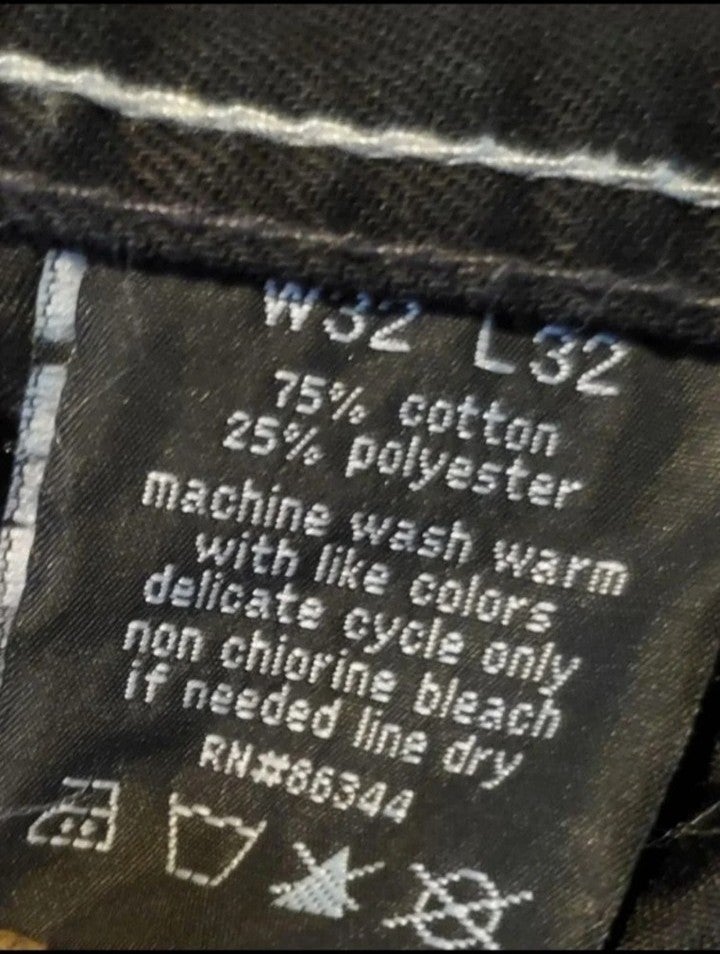 W32 L32
75% cotton
25% polyester
machine wash warm
with like colors
delicate cycle only
non chlorine bleach
if needed line dry
RN#86344